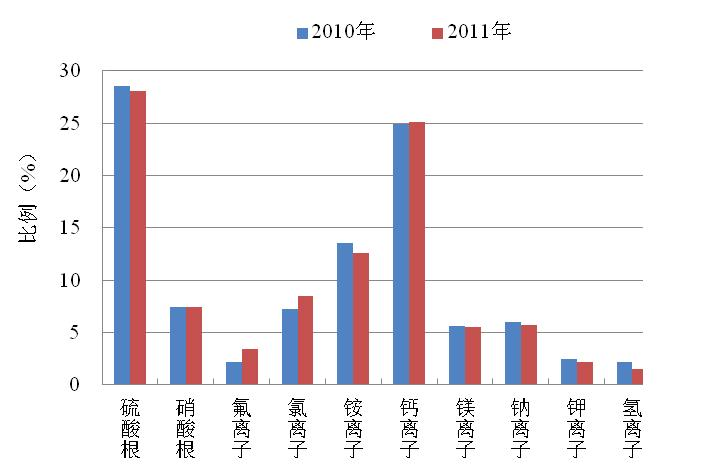 2010年 2011年
30
25
20
15
10
5
0
比例（%）
硫酸根
硝酸根
氟离子
氯离子
铵离子
钙离子
镁离子
钠离子
钾离子
氢离子